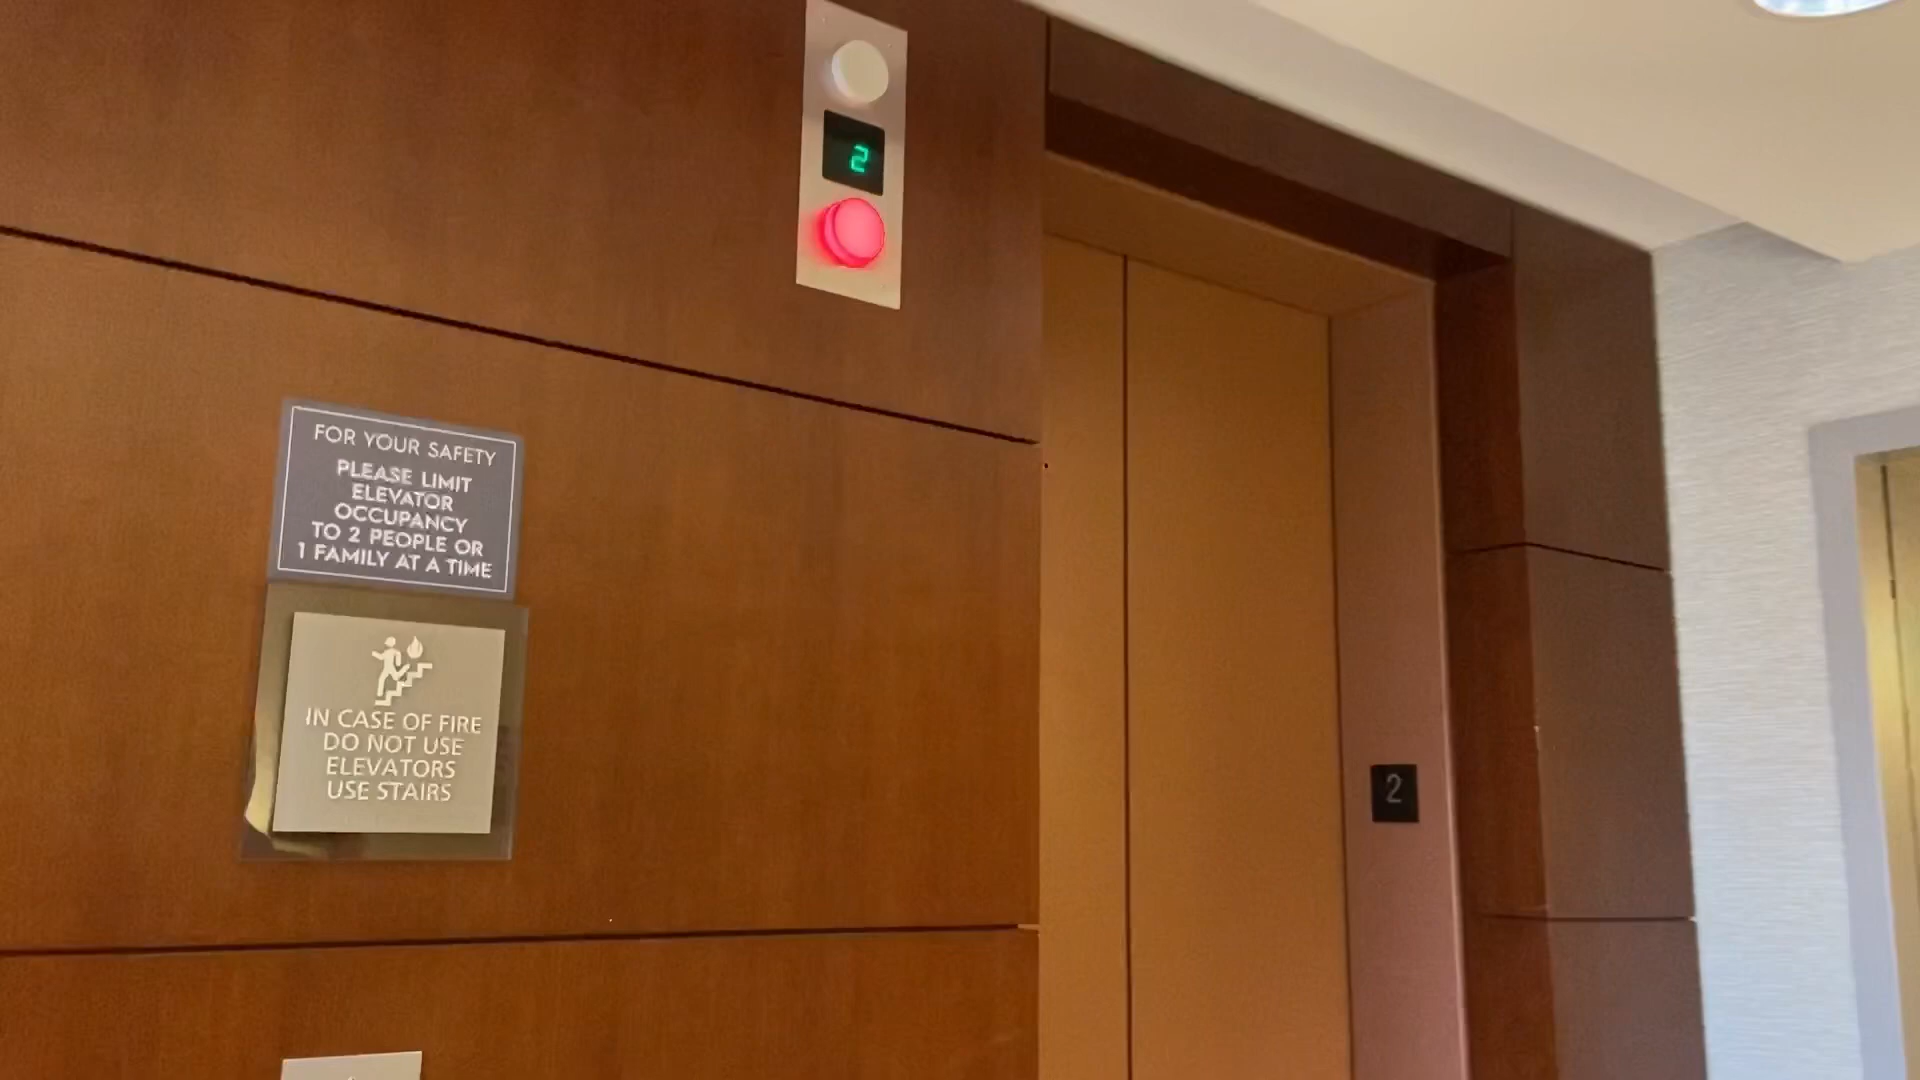 2
FOR YOUR SAFETY
PLEASE LIMIT
ELEVATOR
OCCUPANCY
TO 2 PEOPLE OR
1 FAMILY AT A TIME
IN CASE OF FIRE
DO NOT USE
ELEVATORS
USE STAIRS
2